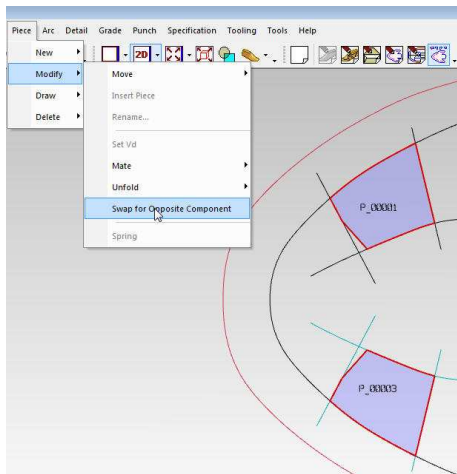 Piece Arc Detail Grade Punch Specification Tooling Tools Help
New
2D
Modify
Move
Draw
Insert Piece
Delete
Rename...
Set Vd
Mate
Unfold
Swap for Opposite Component
Spring
P_00001
P_00003